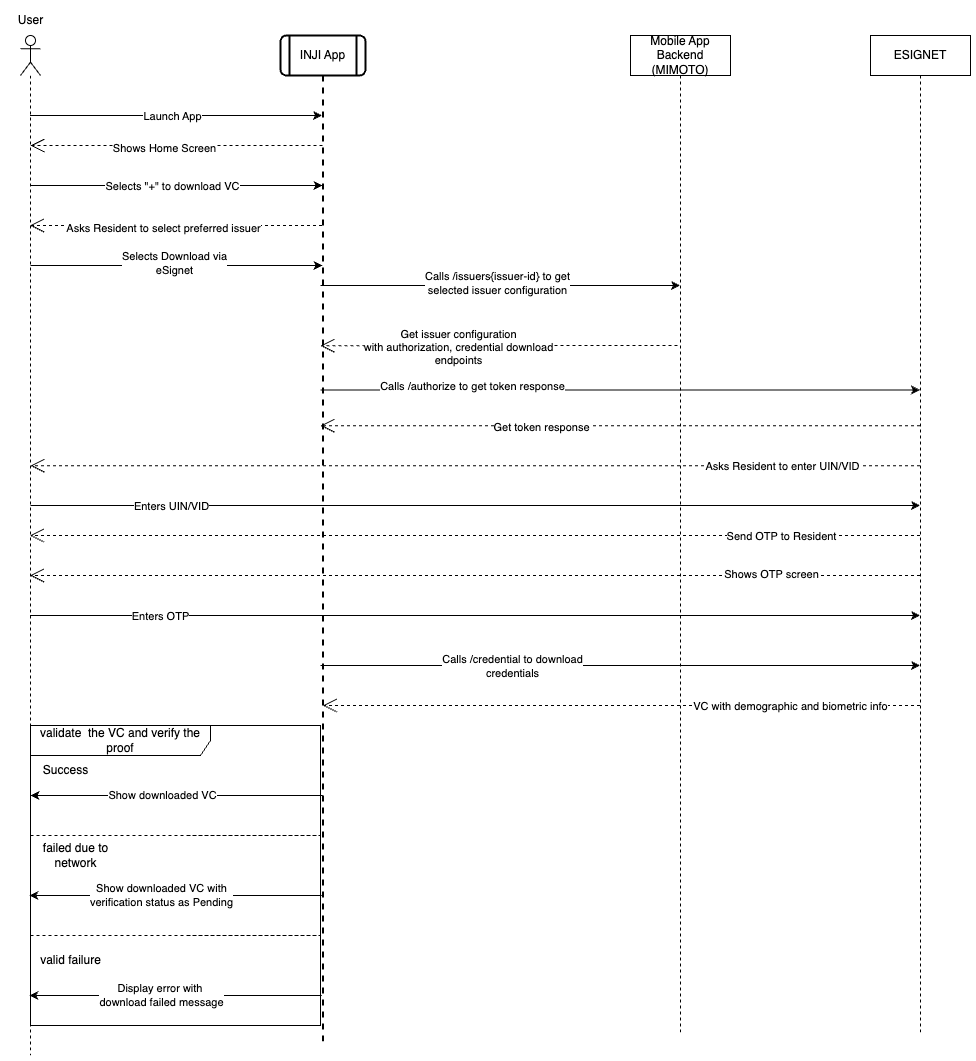 User
INJI App
Mobile App
Backend
(MIMOTO)
ESIGNET
Launch App
Shows Home Screen
Selects "+" to download VC
Asks Resident to select preferred issuer
Selects Download via
eSignet
Calls /issuers{issuer-id} to get
selected issuer configuration
Get issuer configuration
with authorization, credential download
endpoints
Calls /authorize to get token response
Get token response
Asks Resident to enter UIN/VID
Enters UIN/VID
Send OTP to Resident
Shows OTP screen
Enters OTP
Calls /credential to download
credentials
VC with demographic and biometric info
validate the VC and verify the
proof
Success
Show downloaded VC
failed due to
network
Show downloaded VC with
verification status as Pending
valid failure
Display error with
download failed message